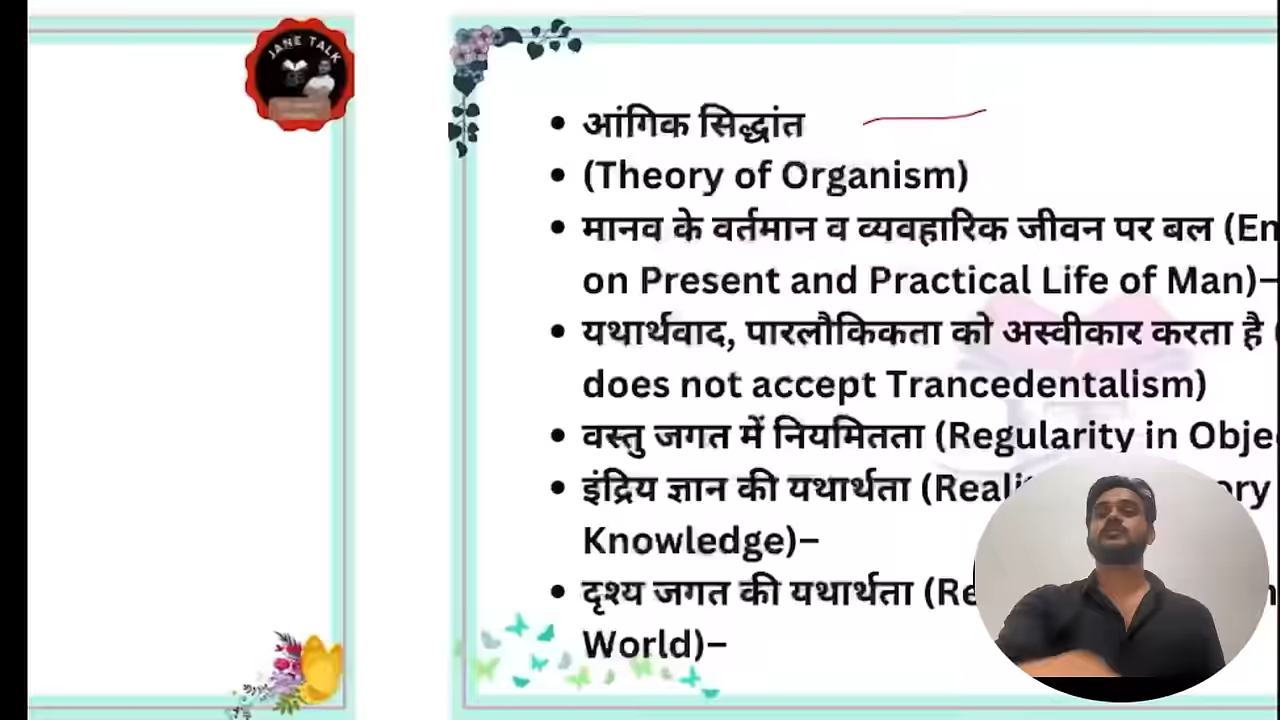 JANE TALK
• आंगिक सिद्धांत
• (Theory of Organism)
• मानव के वर्तमान व व्यवहारिक जीवन पर बल (Em
on Present and Practical Life of Man)–
• यथार्थवाद, पारलौकिकता को अस्वीकार करता है
does not accept Trancedentalism)
• वस्तु जगत में नियमितता (Regularity in Obje
• इंद्रिय ज्ञान की यथार्थता (Reali ory
Knowledge)–
• दृश्य जगत की यथार्थता (Re
World)–